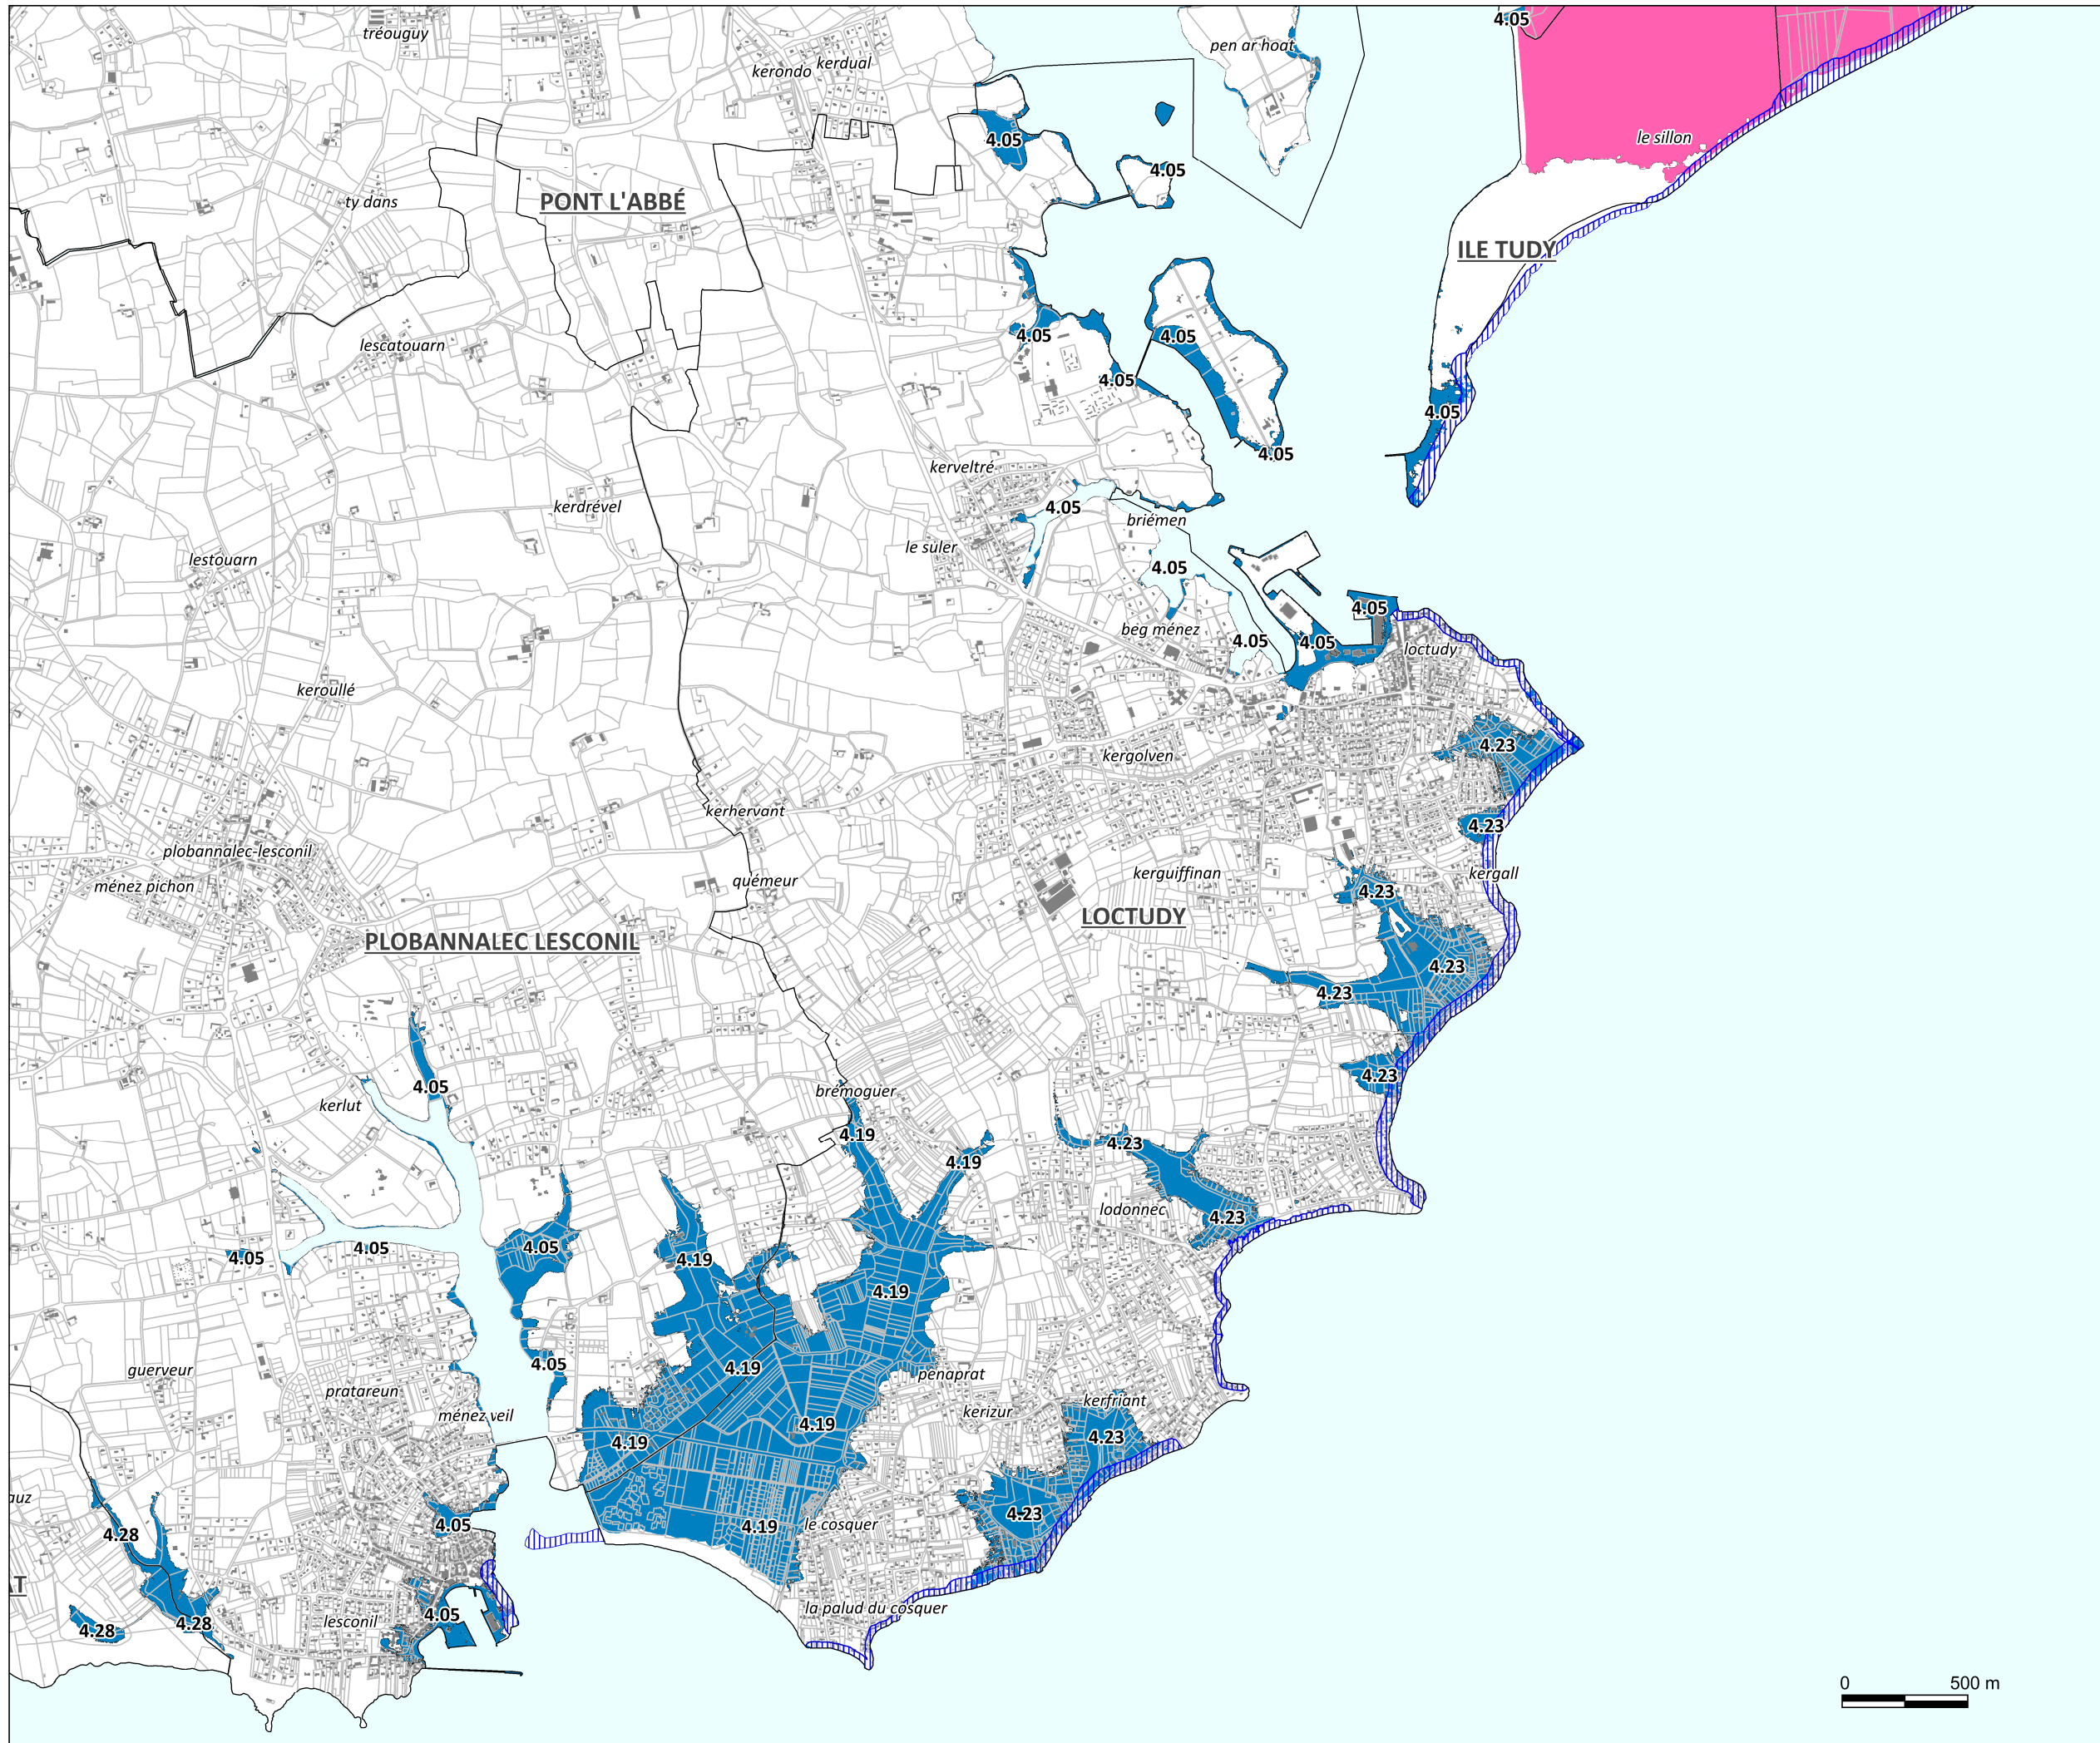 4.05
tréouguy
pen ar hoat
kerondo
kerdual
le sillon
4.05
4.05
ty dans
PONT L'ABBÉ
ILE TUDY
4.05
4.05
lescatouarn
4.05
4.05
4.05
kerveltré
kerdrével
4.05
briémen
le suler
lestouarn
4.05
4.05
beg ménez
4.05
4.05
loctudy
keroullé
4.23
kergolven
kerhervant
4.23
plobannalec-lesconil
ménez pichon
quémeur
kerguiffinan
kergall
4.23
LOCTUDY
PLOBANNALEC LESCONIL
4.23
4.23
4.23
4.05
brémoguer
kerlut
4.19
4.23
4.19
lodonnec
4.23
4.05
4.05
4.05
4.19
4.19
4.05
4.19
guerveur
penaprat
pratareun
kerfriant
kerizur
ménez veil
4.19
4.23
4.19
auz
4.23
4.28
4.05
4.19
le cosquer
AT
la palud du cosquer
4.05
lesconil
4.28
4.28
0 500 m